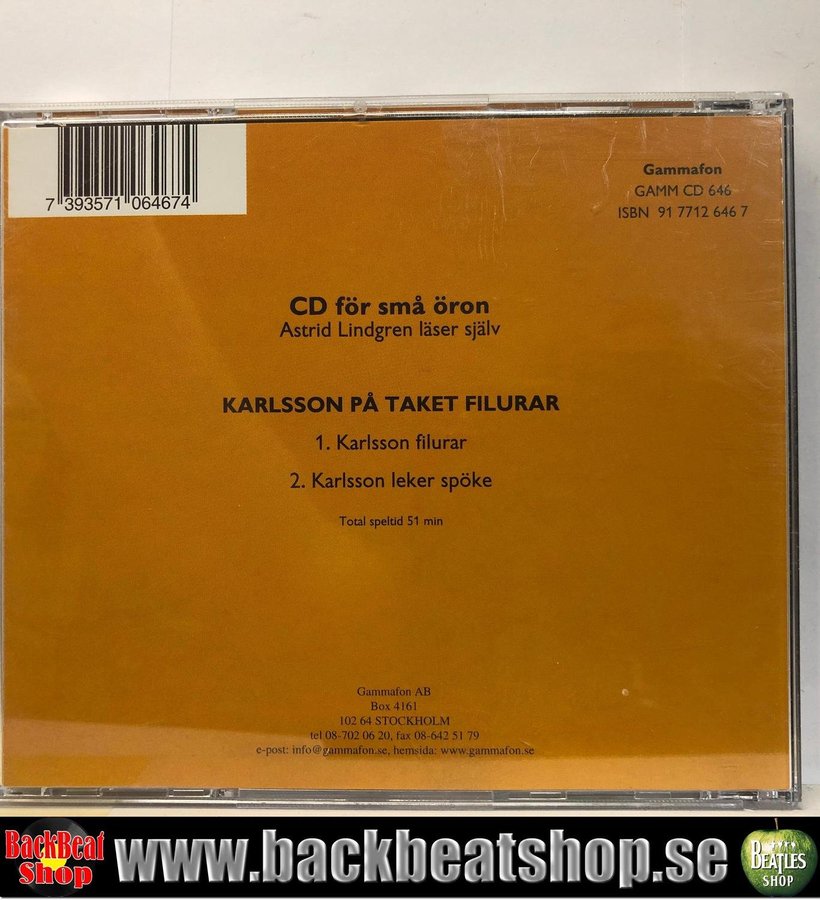 7 393571 064674
Gammafon
GAMM CD 646
ISBN 91 7712 646 7
CD för små öron
Astrid Lindgren läser själv
KARLSSON PÅ TAKET FILURAR
1. Karlsson filurar
2. Karlsson leker spöke
Total speltid 51 min
Gammafon AB
Box 4161
102 64 STOCKHOLM
tel 08-702 06 20, fax 08-642 51 79
e-post: info@gammafon.se, hemsida: www.gammafon.se
BackBeat
Shop
www.backbeatshop.se
BEATLES
SHOP